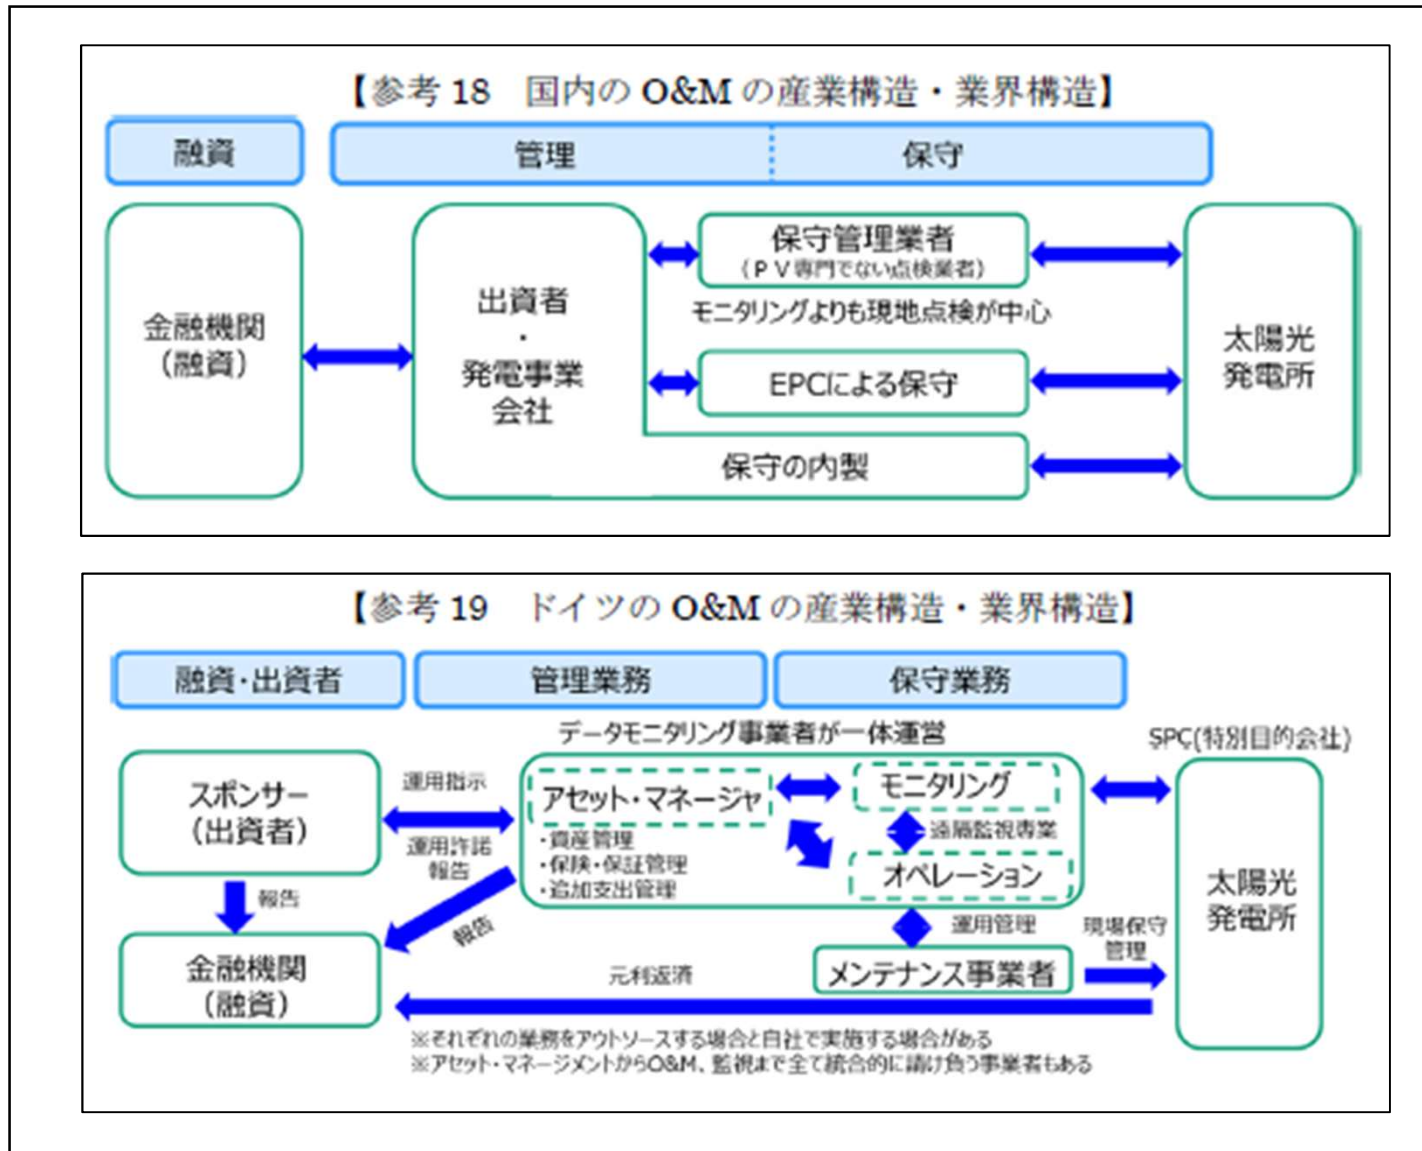 【参考 18　国内の O&M の産業構造・業界構造】
融資
管理
保守
金融機関
(融資)
出資者
・
発電事業
会社
保守管理業者
(PV専門でない点検業者)
モニタリングよりも現地点検が中心
EPCによる保守
保守の内製
太陽光
発電所
【参考 19　ドイツの O&M の産業構造・業界構造】
融資・出資者
管理業務
保守業務
データモニタリング事業者が一体運営
SPC(特別目的会社)
スポンサー
(出資者)
運用指示
運用許諾
報告
アセット・マネージャ
・資産管理
・保険・保証管理
・追加支出管理
モニタリング
遠隔監視専業
オペレーション
報告
報告
運用管理
現場保守
管理
太陽光
発電所
金融機関
(融資)
元利返済
メンテナンス事業者
※それぞれの業務をアウトソースする場合と自社で実施する場合がある
※アセット・マネージメントからO&M、監視まで全て統合的に請け負う事業者もある